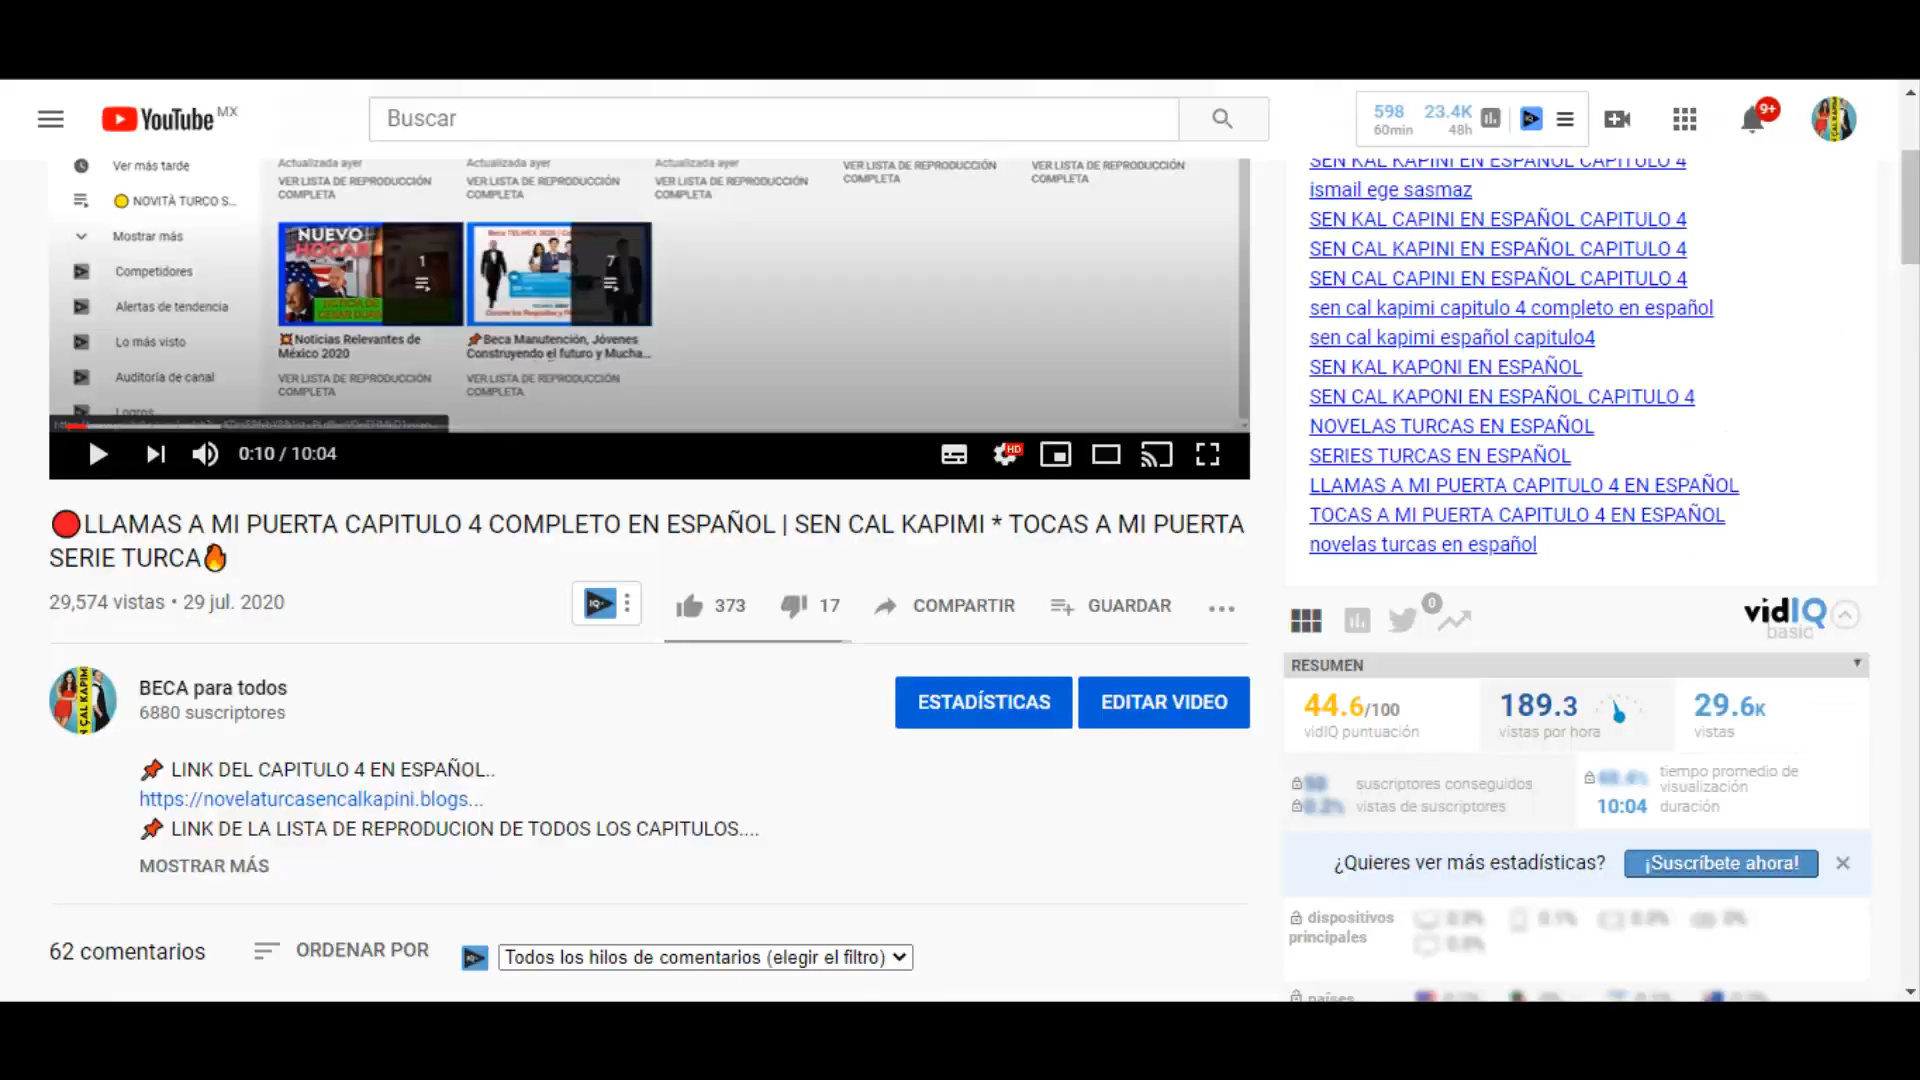 YouTube MX
Buscar
598 23.4K
60min 48h
9+
Ver más tarde
NOVITÀ TURCO S...
Mostrar más
Competidores
Alertas de tendencia
Lo más visto
Auditoría de canal
Logros
Actualizada ayer Actualizada ayer Actualizada ayer
VER LISTA DE REPRODUCCIÓN COMPLETA
VER LISTA DE REPRODUCCIÓN COMPLETA
VER LISTA DE REPRODUCCIÓN COMPLETA
VER LISTA DE REPRODUCCIÓN COMPLETA
VER LISTA DE REPRODUCCIÓN COMPLETA
NUEVO
HOGAR
1
Beca TELMEX 2020
7
💥Noticias Relevantes de
México 2020
VER LISTA DE REPRODUCCIÓN
COMPLETA
📌Beca Manutención, Jóvenes
Construyendo el futuro y Mucha...
VER LISTA DE REPRODUCCIÓN
COMPLETA
0:10 / 10:04
HD
🔴LLAMAS A MI PUERTA CAPITULO 4 COMPLETO EN ESPAÑOL | SEN CAL KAPIMI * TOCAS A MI PUERTA
SERIE TURCA🔥
29,574 vistas • 29 jul. 2020
IQ
373
17
COMPARTIR
GUARDAR
ÇAL KAPIMI
BECA para todos
6880 suscriptores
ESTADÍSTICAS
EDITAR VIDEO
📌 LINK DEL CAPITULO 4 EN ESPAÑOL..
https://novelaturcasencalkapini.blogs...
📌 LINK DE LA LISTA DE REPRODUCION DE TODOS LOS CAPITULOS....
MOSTRAR MÁS
62 comentarios
ORDENAR POR
Todos los hilos de comentarios (elegir el filtro)
SEN KAL KAPINI EN ESPAÑOL CAPITULO 4
ismail ege sasmaz
SEN KAL CAPINI EN ESPAÑOL CAPITULO 4
SEN CAL KAPINI EN ESPAÑOL CAPITULO 4
SEN CAL CAPINI EN ESPAÑOL CAPITULO 4
sen cal kapimi capitulo 4 completo en español
sen cal kapimi español capitulo4
SEN KAL KAPONI EN ESPAÑOL
SEN CAL KAPONI EN ESPAÑOL CAPITULO 4
NOVELAS TURCAS EN ESPAÑOL
SERIES TURCAS EN ESPAÑOL
LLAMAS A MI PUERTA CAPITULO 4 EN ESPAÑOL
TOCAS A MI PUERTA CAPITULO 4 EN ESPAÑOL
novelas turcas en español
0
vidIQ
basic
RESUMEN
44.6/100
vidIQ puntuación
189.3
vistas por hora
29.6K
vistas
suscriptores conseguidos
vistas de suscriptores
tiempo promedio de
visualización
10:04 duración
¿Quieres ver más estadísticas?
¡Suscríbete ahora!
dispositivos
principales
países